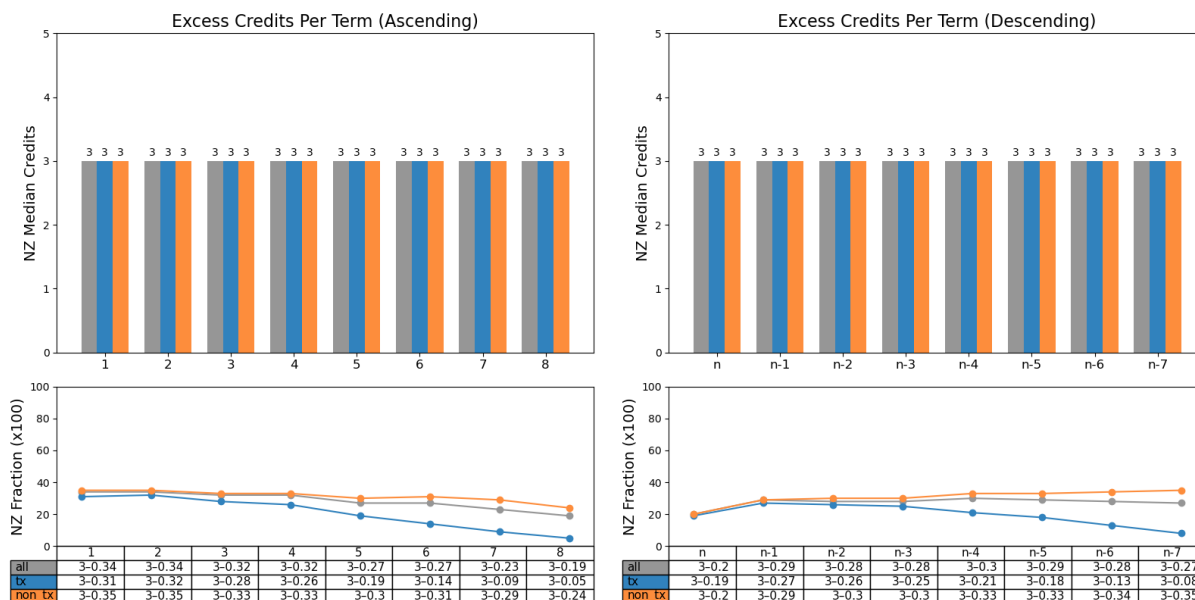 Excess Credits Per Term (Ascending)
NZ Median Credits
5
4
3
2
1
0
3 3 3 3 3 3 3 3 3 3 3 3 3 3 3 3 3 3 3 3 3 3 3 3
1 2 3 4 5 6 7 8
NZ Fraction (x100)
100
80
60
40
20
0
1 2 3 4 5 6 7 8
all 3–0.34 3–0.34 3–0.32 3–0.32 3–0.27 3–0.27 3–0.23 3–0.19
tx 3–0.31 3–0.32 3–0.28 3–0.26 3–0.19 3–0.14 3–0.09 3–0.05
non_tx 3–0.35 3–0.35 3–0.33 3–0.33 3–0.3 3–0.31 3–0.29 3–0.24
Excess Credits Per Term (Descending)
NZ Median Credits
5
4
3
2
1
0
3 3 3 3 3 3 3 3 3 3 3 3 3 3 3 3 3 3 3 3 3 3 3 3
n n-1 n-2 n-3 n-4 n-5 n-6 n-7
NZ Fraction (x100)
100
80
60
40
20
0
n n-1 n-2 n-3 n-4 n-5 n-6 n-7
all 3–0.2 3–0.29 3–0.28 3–0.28 3–0.3 3–0.29 3–0.28 3–0.27
tx 3–0.19 3–0.27 3–0.26 3–0.25 3–0.21 3–0.18 3–0.13 3–0.08
non_tx 3–0.2 3–0.29 3–0.3 3–0.3 3–0.33 3–0.33 3–0.34 3–0.35